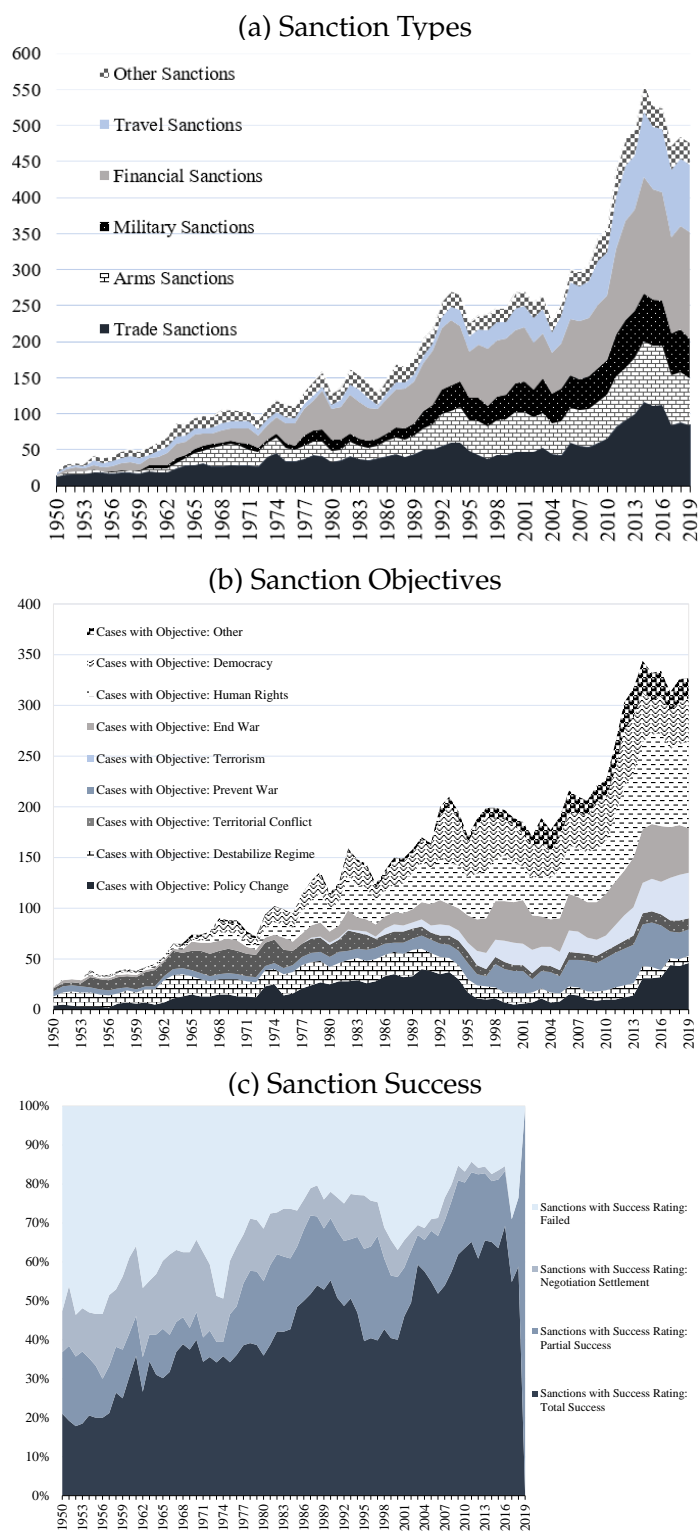 (a) Sanction Types
600
550
500
450
400
350
300
250
200
150
100
50
0
Other Sanctions
Travel Sanctions
Financial Sanctions
Military Sanctions
Arms Sanctions
Trade Sanctions
1950 1953 1956 1959 1962 1965 1968 1971 1974 1977 1980 1983 1986 1989 1992 1995 1998 2001 2004 2007 2010 2013 2016 2019
(b) Sanction Objectives
400
350
300
250
200
150
100
50
0
Cases with Objective: Other
Cases with Objective: Democracy
Cases with Objective: Human Rights
Cases with Objective: End War
Cases with Objective: Terrorism
Cases with Objective: Prevent War
Cases with Objective: Territorial Conflict
Cases with Objective: Destabilize Regime
Cases with Objective: Policy Change
1950 1953 1956 1959 1962 1965 1968 1971 1974 1977 1980 1983 1986 1989 1992 1995 1998 2001 2004 2007 2010 2013 2016 2019
(c) Sanction Success
100%
90%
80%
70%
60%
50%
40%
30%
20%
10%
0%
Sanctions with Success Rating:
Failed
Sanctions with Success Rating:
Negotiation Settlement
Sanctions with Success Rating:
Partial Success
Sanctions with Success Rating:
Total Success
1950 1953 1956 1959 1962 1965 1968 1971 1974 1977 1980 1983 1986 1989 1992 1995 1998 2001 2004 2007 2010 2013 2016 2019